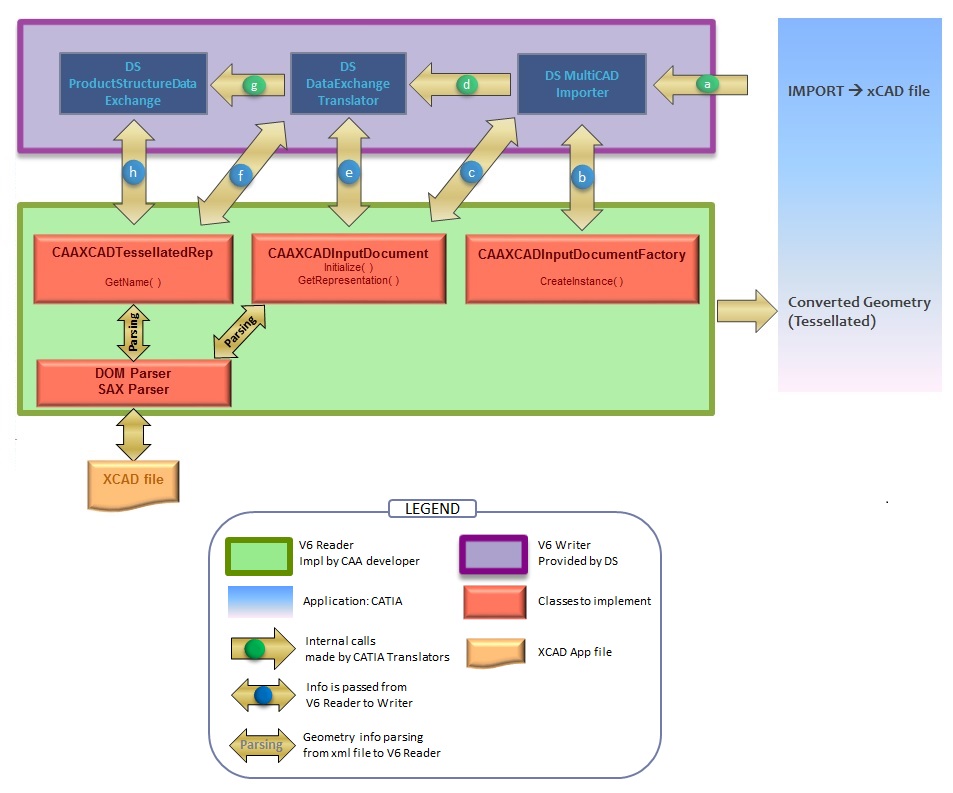 DS
ProductStructureData
Exchange
g
DS
DataExchange
Translator
d
DS MultiCAD
Importer
a
IMPORT → xCAD file
h
f
e
c
b
CAAXCADTessellatedRep
GetName( )
CAAXCADInputDocument
Initialize( )
GetRepresentation( )
CAAXCADInputDocumentFactory
CreateInstance( )
Converted Geometry
(Tessellated)
Parsing
Parsing
DOM Parser
SAX Parser
XCAD file
LEGEND
V6 Reader
Impl by CAA developer
V6 Writer
Provided by DS
Application: CATIA
Classes to implement
Internal calls
made by CATIA Translators
XCAD App file
Info is passed from
V6 Reader to Writer
Parsing
Geometry info parsing
from xml file to V6 Reader